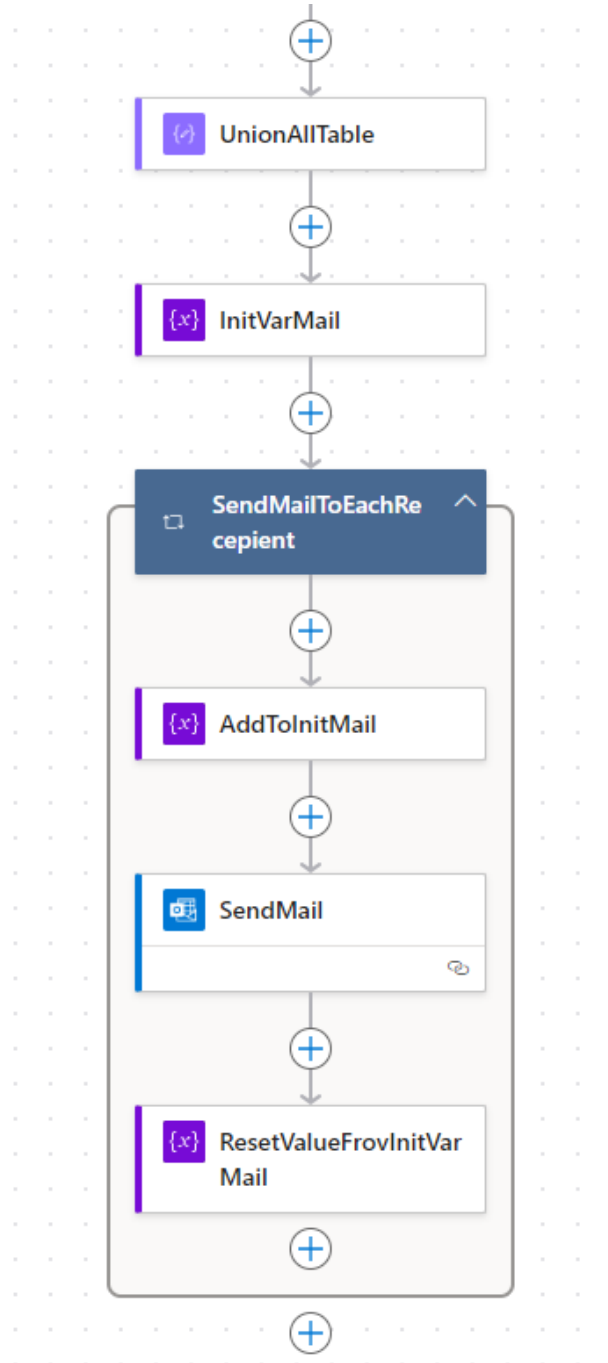 UnionAllTable
{x} InitVarMail
SendMailToEachRe
cepient
{x} AddToInitMail
SendMail
{x} ResetValueFrovInitVar
Mail